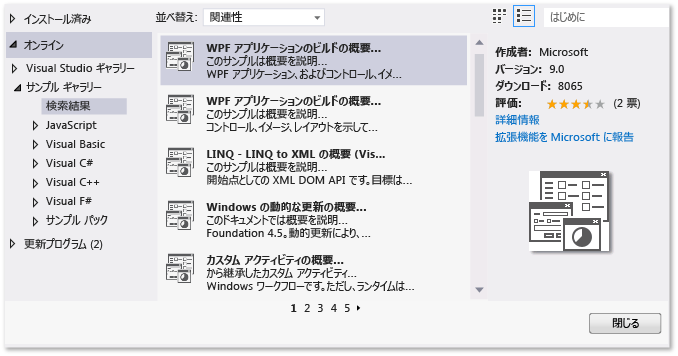 インストール済み
オンライン
Visual Studio ギャラリー
サンプル ギャラリー
検索結果
JavaScript
Visual Basic
Visual C#
Visual C++
Visual F#
サンプル パック
更新プログラム (2)
並べ替え: 関連性
WPF アプリケーションのビルドの概要...
このサンプルは概要を説明...
WPF アプリケーション、およびコントロール、イメ...
WPF アプリケーションのビルドの概要...
このサンプルは概要を説明...
コントロール、イメージ、レイアウトを示して...
LINQ - LINQ to XML の概要 (Vis...
このサンプルは概要を説明...
開始点としての XML DOM API です。目標は...
Windows の動的な更新の概要...
このドキュメントでは概要を説明...
Foundation 4.5。動的更新により、...
カスタム アクティビティの概要...
から継承したカスタム アクティビティ...
Windows ワークフローです。ただし、ランタイムは...
1 2 3 4 5
はじめに
作成者: Microsoft
バージョン: 9.0
ダウンロード: 8065
評価: (2 票)
詳細情報
拡張機能を Microsoft に報告
閉じる